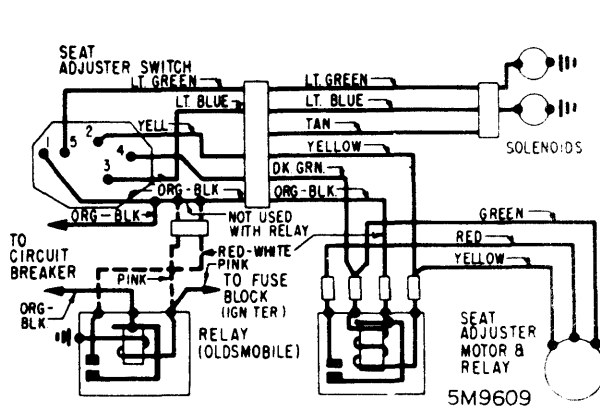 SEAT
ADJUSTER SWITCH
LT. GREEN
LT. GREEN
LT. BLUE
LT. BLUE
TAN
SOLENOIDS
YELL
YELLOW
1
5
2
4
3
DK. GRN.
ORG-BLK
ORG-BLK
ORG-BLK
NOT USED
WITH RELAY
GREEN
RED
YELLOW
TO
CIRCUIT
BREAKER
RED-WHITE
PINK
PINK
TO FUSE
BLOCK
(IGN TER)
ORG-
BLK
RELAY
(OLDSMOBILE)
SEAT
ADJUSTER
MOTOR &
RELAY
5M9609